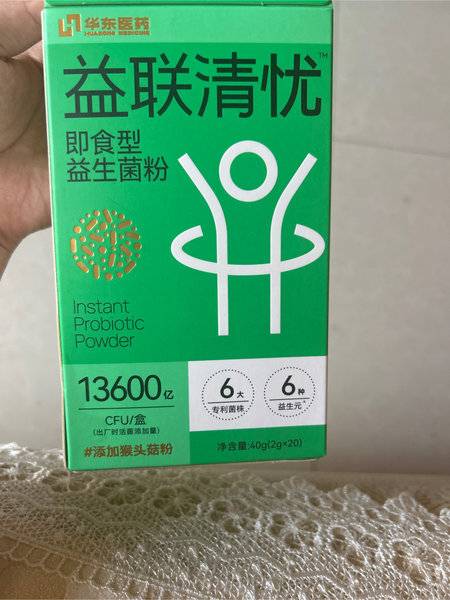 华东医药
HUADONG MEDICINE
益联清忧™
即食型
益生菌粉
Instant
Probiotic
Powder
13600亿
CFU/盒
(出厂时活菌添加量)
#添加猴头菇粉
6大
专利菌株
6种
益生元
净含量:40g(2g×20)